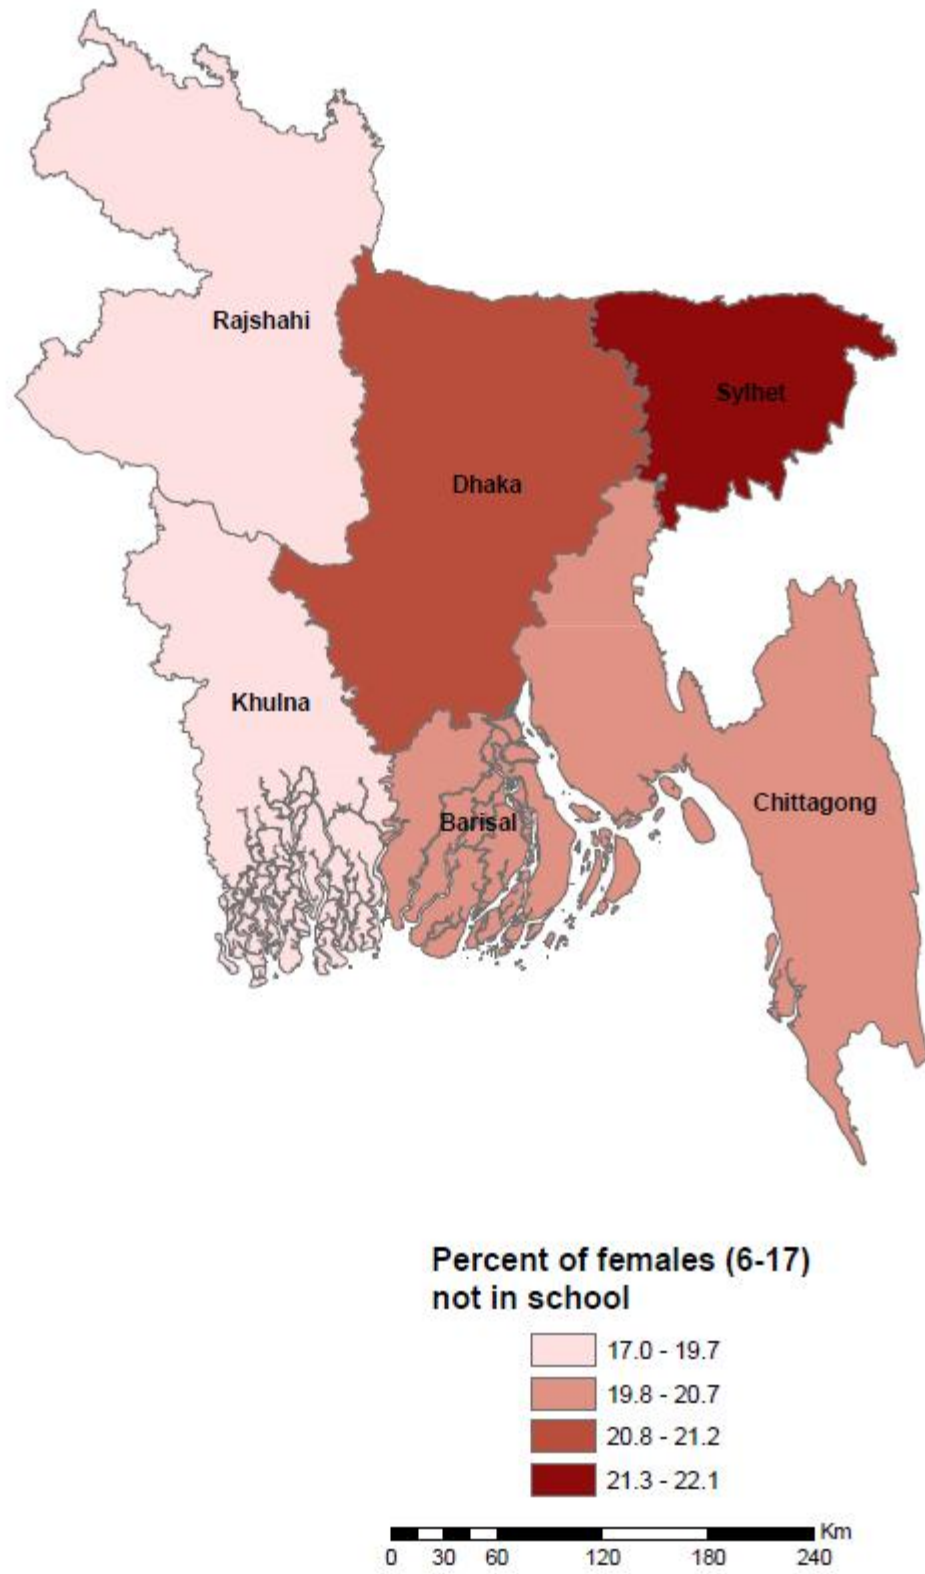 Rajshahi
Sylhet
Dhaka
Khulna
Chittagong
Barisal
Percent of females (6-17)
not in school
17.0 - 19.7
19.8 - 20.7
20.8 - 21.2
21.3 - 22.1
Km
0 30 60 120 180 240